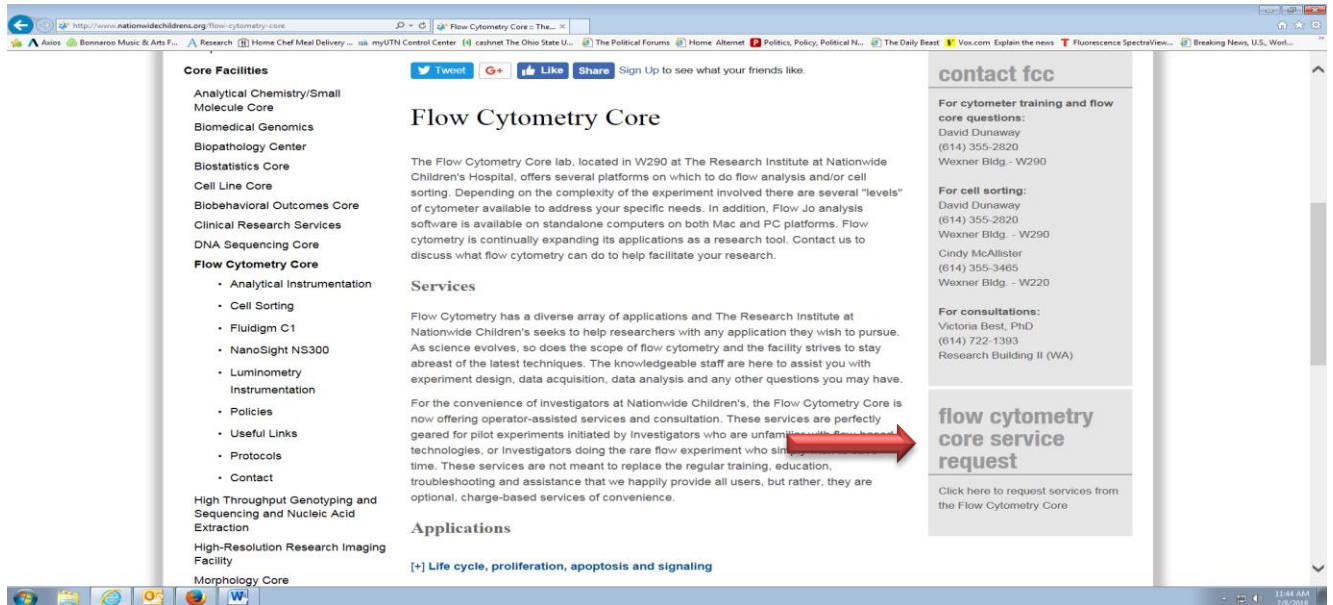 http://www.nationwidechildrens.org/flow-cytometry-core
Flow Cytometry Core :: The...
Axios
Bonnaroo Music & Arts F...
Research
Home Chef Meal Delivery ...
myUTN Control Center
cashnet The Ohio State U...
The Political Forums
Home Alternet
Politics, Policy, Political N...
The Daily Beast
Vox.com Explain the news
Fluorescence SpectraView...
Breaking News, U.S., Worl...
Core Facilities
Analytical Chemistry/Small
Molecule Core
Biomedical Genomics
Biopathology Center
Biostatistics Core
Cell Line Core
Biobehavioral Outcomes Core
Clinical Research Services
DNA Sequencing Core
Flow Cytometry Core
• Analytical Instrumentation
• Cell Sorting
• Fluidigm C1
• NanoSight NS300
• Luminometry
Instrumentation
• Policies
• Useful Links
• Protocols
• Contact
High Throughput Genotyping and
Sequencing and Nucleic Acid
Extraction
High-Resolution Research Imaging
Facility
Morphology Core
Tweet G+ Like Share Sign Up to see what your friends like.
Flow Cytometry Core
The Flow Cytometry Core lab, located in W290 at The Research Institute at Nationwide
Children's Hospital, offers several platforms on which to do flow analysis and/or cell
sorting. Depending on the complexity of the experiment involved there are several "levels"
of cytometer available to address your specific needs. In addition, Flow Jo analysis
software is available on standalone computers on both Mac and PC platforms. Flow
cytometry is continually expanding its applications as a research tool. Contact us to
discuss what flow cytometry can do to help facilitate your research.
Services
Flow Cytometry has a diverse array of applications and The Research Institute at
Nationwide Children's seeks to help researchers with any application they wish to pursue.
As science evolves, so does the scope of flow cytometry and the facility strives to stay
abreast of the latest techniques. The knowledgeable staff are here to assist you with
experiment design, data acquisition, data analysis and any other questions you may have.
For the convenience of investigators at Nationwide Children's, the Flow Cytometry Core is
now offering operator-assisted services and consultation. These services are perfectly
geared for pilot experiments initiated by Investigators who are
technologies, or Investigators doing the rare flow experiment who
time. These services are not meant to replace the regular training, education,
troubleshooting and assistance that we happily provide all users, but rather, they are
optional, charge-based services of convenience.
Applications
[+] Life cycle, proliferation, apoptosis and signaling
contact fcc
For cytometer training and flow
core questions:
David Dunaway
(614) 355-2820
Wexner Bldg.- W290
For cell sorting:
David Dunaway
(614) 355-2820
Wexner Bldg. - W290
Cindy McAllister
(614) 355-3465
Wexner Bldg. - W220
For consultations:
Victoria Best, PhD
(614) 722-1393
Research Building II (WA)
flow cytometry
core service
request
Click here to request services from
the Flow Cytometry Core
11:44 AM
2/9/2018